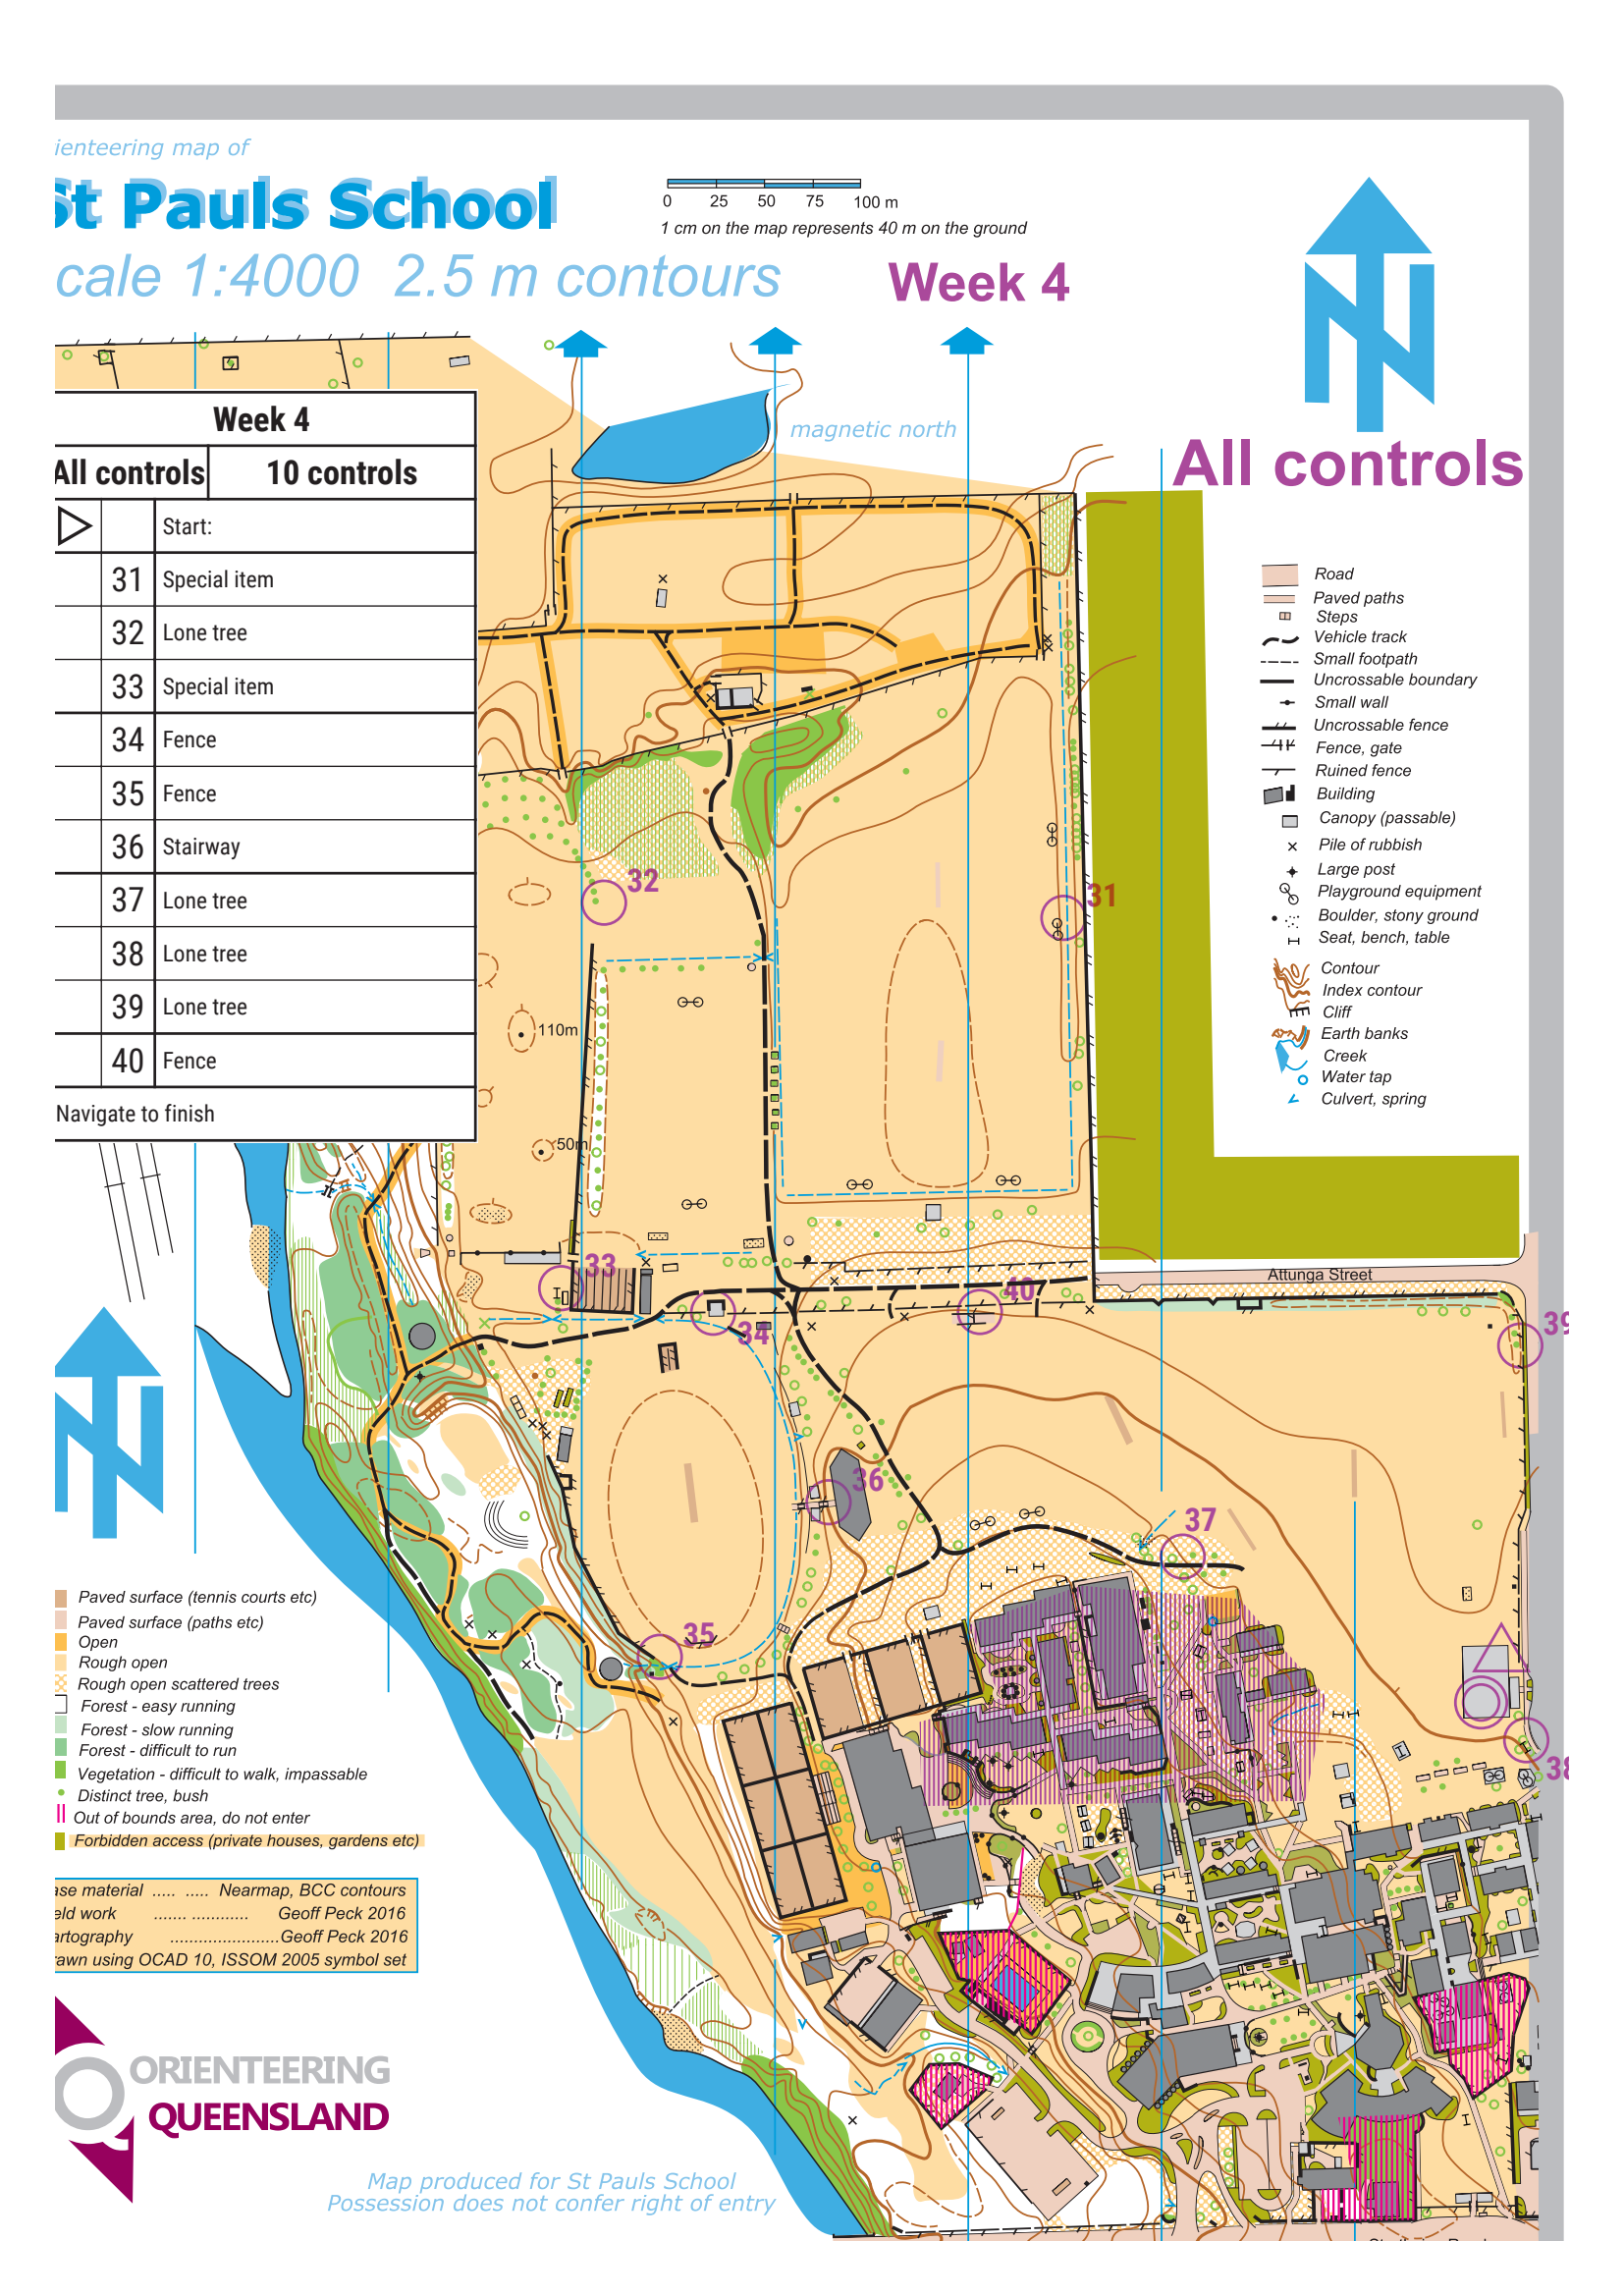 ienteering map of
St Pauls School
cale 1:4000 2.5 m contours
0 25 50 75 100 m
1 cm on the map represents 40 m on the ground
Week 4
N
magnetic north
All controls
Week 4
All controls 10 controls
Start:
31 Special item
32 Lone tree
33 Special item
34 Fence
35 Fence
36 Stairway
37 Lone tree
38 Lone tree
39 Lone tree
40 Fence
Navigate to finish
Road
Paved paths
Steps
Vehicle track
Small footpath
Uncrossable boundary
Small wall
Uncrossable fence
Fence, gate
Ruined fence
Building
Canopy (passable)
Pile of rubbish
Large post
Playground equipment
Boulder, stony ground
Seat, bench, table
Contour
Index contour
Cliff
Earth banks
Creek
Water tap
Culvert, spring
32
31
110m
50m
33
Attunga Street
40
34
39
36
37
35
38
N
Paved surface (tennis courts etc)
Paved surface (paths etc)
Open
Rough open
Rough open scattered trees
Forest - easy running
Forest - slow running
Forest - difficult to run
Vegetation - difficult to walk, impassable
Distinct tree, bush
Out of bounds area, do not enter
Forbidden access (private houses, gardens etc)
ase material ..... ..... Nearmap, BCC contours
eld work ....... ............ Geoff Peck 2016
artography .......................Geoff Peck 2016
rawn using OCAD 10, ISSOM 2005 symbol set
ORIENTEERING
QUEENSLAND
Map produced for St Pauls School
Possession does not confer right of entry